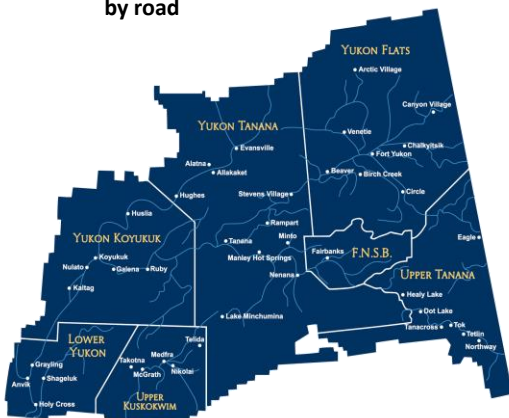 by road
YUKON FLATS
Arctic Village
Canyon Village
YUKON TANANA
Venetie
Evansville
Chalkyitsik
Fort Yukon
Alatna
Allakaket
Beaver
Birch Creek
Hughes
Stevens Village
Circle
Huslia
Rampart
YUKON KOYUKUK
Tanana
Minto
Eagle
Fairbanks
F.N.S.B.
Koyukuk
Manley Hot Springs
Nulato
Galena
Ruby
Nenana
UPPER TANANA
Kaltag
Healy Lake
Lake Minchumina
Dot Lake
Tanacross
Tok
Tetlin
Northway
LOWER
YUKON
Telida
Medfra
Takotna
Grayling
McGrath
Nikolai
Anvik
Shageluk
UPPER
KUSKOKWIM
Holy Cross